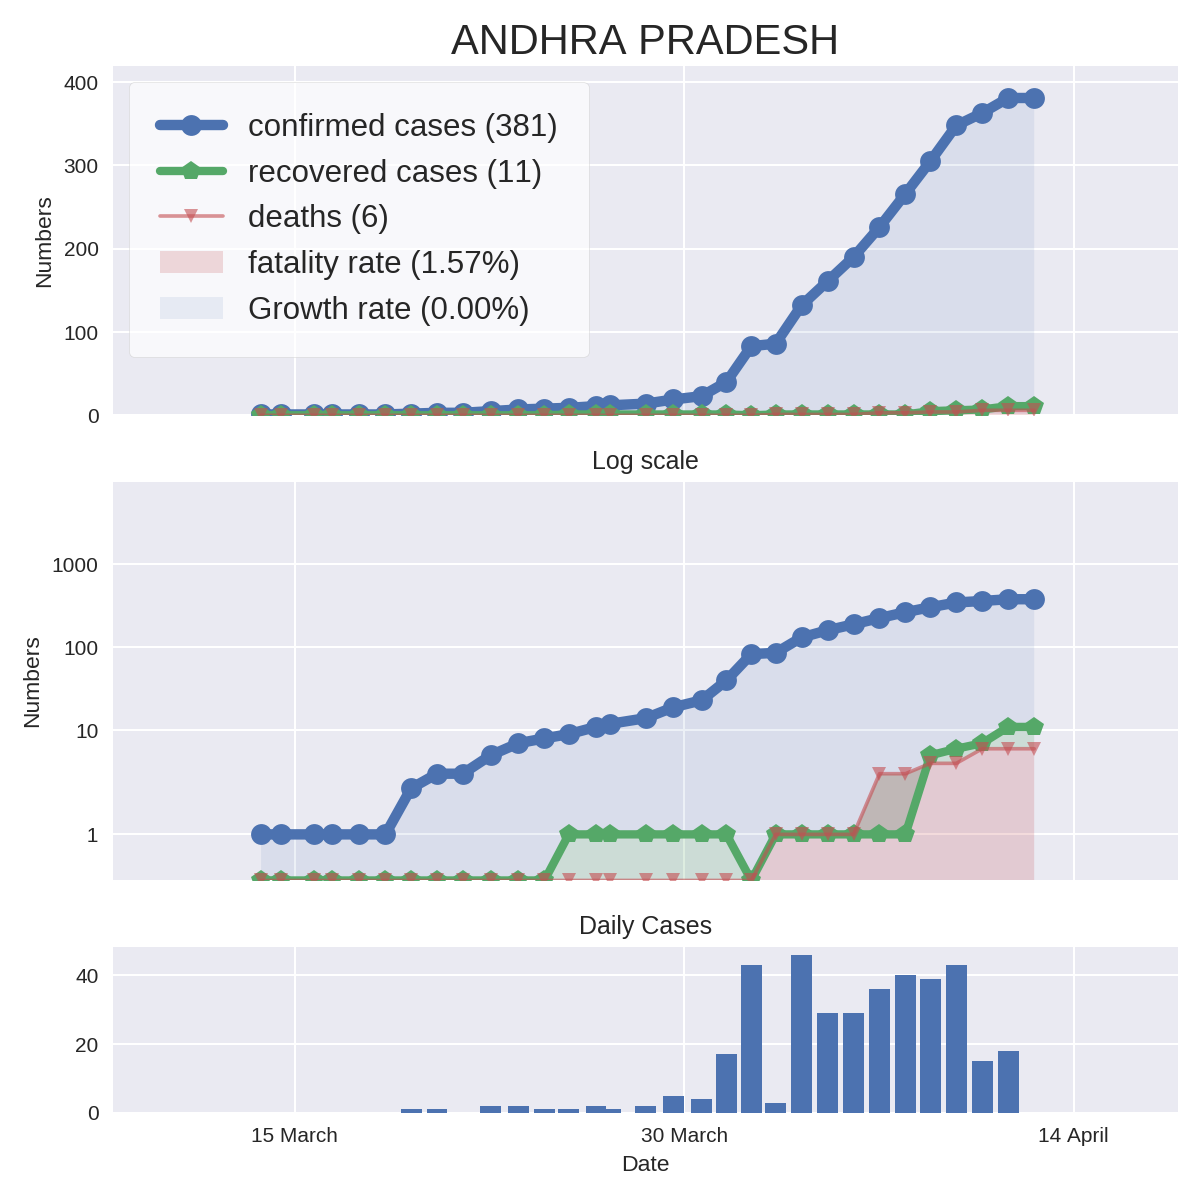 ANDHRA PRADESH
400
300
200
100
0
Numbers
confirmed cases (381)
recovered cases (11)
deaths (6)
fatality rate (1.57%)
Growth rate (0.00%)
Log scale
1000
100
10
1
Numbers
Daily Cases
40
20
0
15 March
30 March
14 April
Date